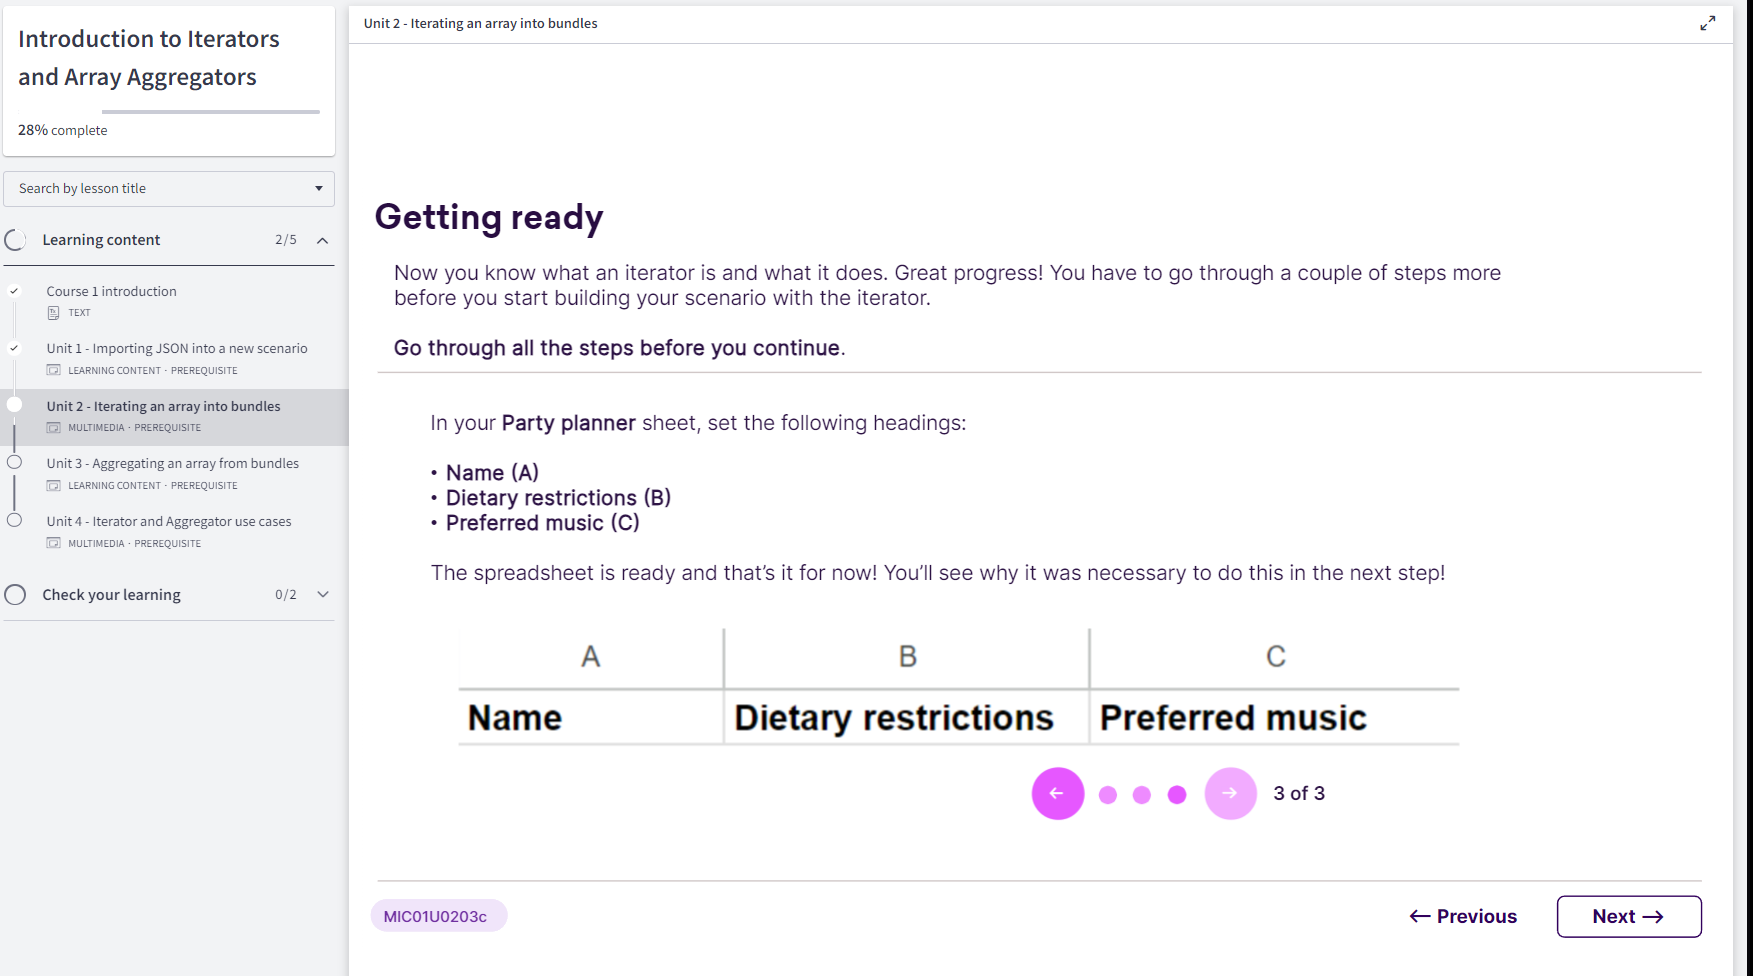 Introduction to Iterators
and Array Aggregators
28% complete
Search by lesson title
Learning content 2/5
Course 1 introduction
TEXT
Unit 1 - Importing JSON into a new scenario
LEARNING CONTENT · PREREQUISITE
Unit 2 - Iterating an array into bundles
MULTIMEDIA · PREREQUISITE
Unit 3 - Aggregating an array from bundles
LEARNING CONTENT · PREREQUISITE
Unit 4 - Iterator and Aggregator use cases
MULTIMEDIA · PREREQUISITE
Check your learning 0/2
Unit 2 - Iterating an array into bundles
Getting ready
Now you know what an iterator is and what it does. Great progress! You have to go through a couple of steps more
before you start building your scenario with the iterator.
Go through all the steps before you continue.
In your Party planner sheet, set the following headings:
• Name (A)
• Dietary restrictions (B)
• Preferred music (C)
The spreadsheet is ready and that's it for now! You'll see why it was necessary to do this in the next step!
A B C
Name Dietary restrictions Preferred music
← → 3 of 3
MIC01U0203c
← Previous Next →